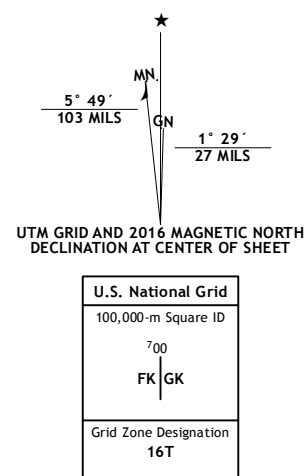 ★
MN.
GN
5° 49´
103 MILS
1° 29´
27 MILS
UTM GRID AND 2016 MAGNETIC NORTH
DECLINATION AT CENTER OF SHEET
U.S. National Grid
100,000-m Square ID
⁷00
FK GK
Grid Zone Designation
16T